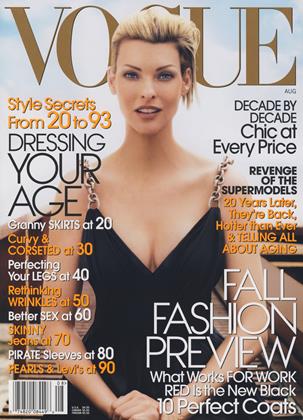 VOGUE
AUG
Style Secrets
From 20 to 93
DRESSING
YOUR
AGE
Granny SKIRTS at 20
Curvy &
CORSETED at 30
Perfecting
Your LEGS at 40
Rethinking
WRINKLES at 50
Better SEX at 60
SKINNY
Jeans at 70
PIRATE Sleeves at 80
PEARLS & Levi's at 90
DECADE BY
DECADE
Chic at
Every Price
REVENGE
OF THE
SUPERMODELS
20 Years Later,
They're Back,
Hotter than Ever
& TELLING ALL
ABOUT AGING
FALL
FASHION
PREVIEW
What Works FOR WORK
RED Is the New Black
10 Perfect Coats